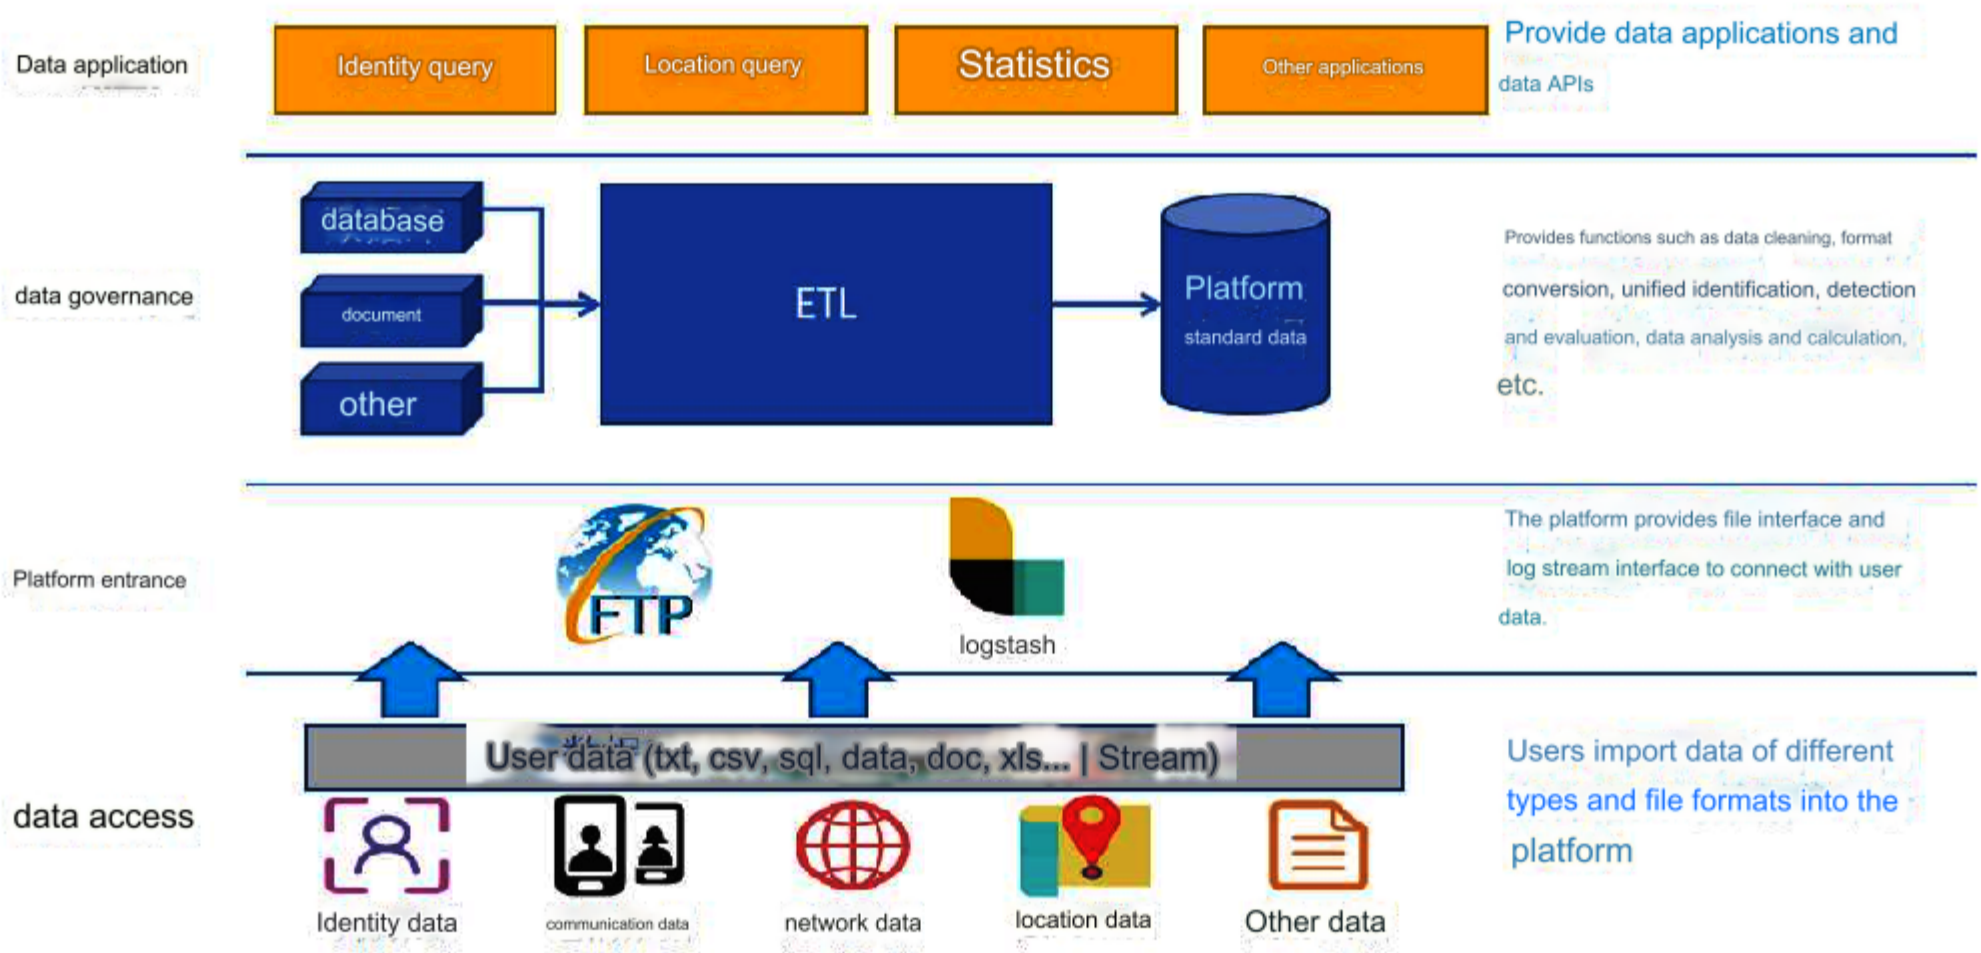 Data application
Identity query
Location query
Statistics
Other applications
Provide data applications and
data APIs
data governance
database
document
other
ETL
Platform
standard data
Provides functions such as data cleaning, format
conversion, unified identification, detection
and evaluation, data analysis and calculation,
etc.
Platform entrance
FTP
logstash
The platform provides file interface and
log stream interface to connect with user
data.
data access
User data (txt, csv, sql, data, doc, xls... | Stream)
Identity data
communication data
network data
location data
Other data
Users import data of different
types and file formats into the
platform